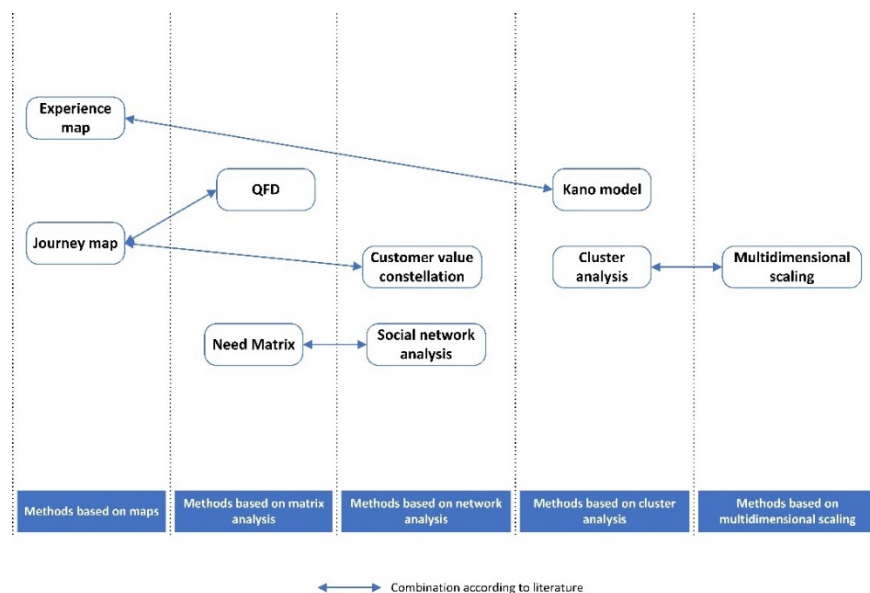 Experience
map
QFD
Kano model
Journey map
Customer value
constellation
Cluster
analysis
Multidimensional
scaling
Need Matrix
Social network
analysis
Methods based on maps
Methods based on matrix
analysis
Methods based on network
analysis
Methods based on cluster
analysis
Methods based on
multidimensional scaling
Combination according to literature